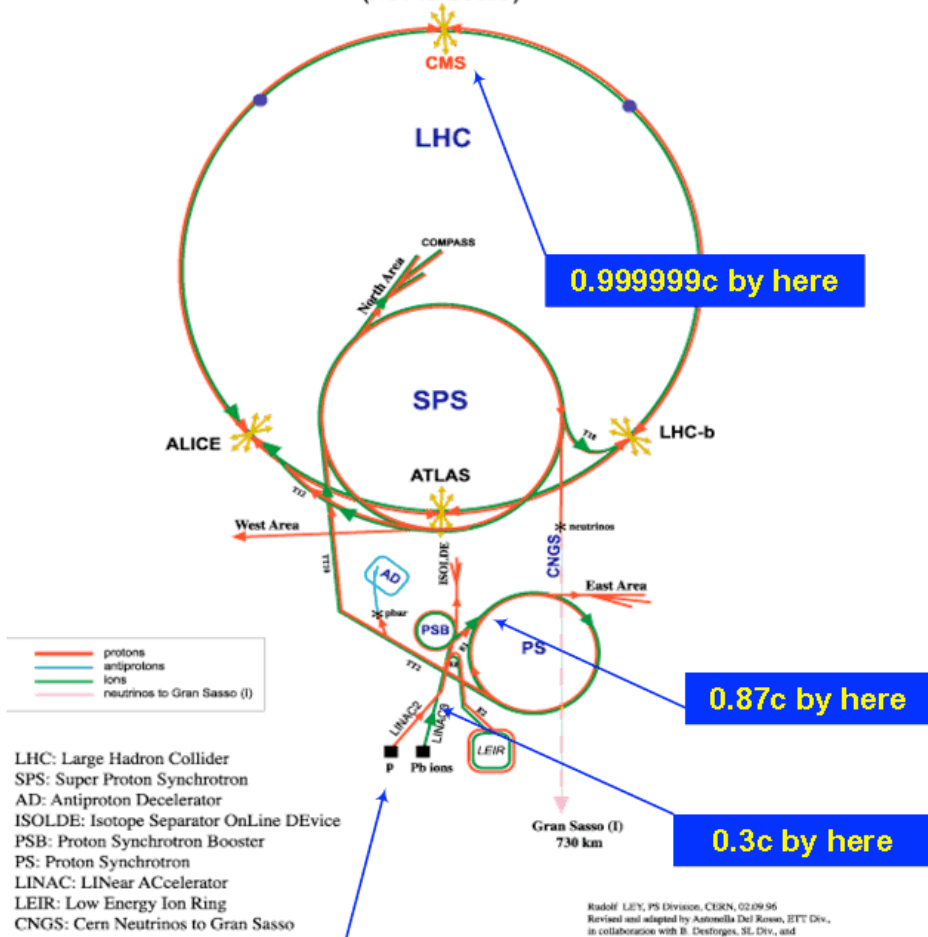 CMS
LHC
COMPASS
North Area
0.999999c by here
SPS
TI8
LHC-b
ALICE
ATLAS
TI2
West Area
neutrinos
CNGS
ISOLDE
TT10
AD
East Area
pbar
PSB
PS
TT2
E2
0.87c by here
LINAC2
LINAC3
LEIR
P
Pb ions
protons
antiprotons
ions
neutrinos to Gran Sasso (I)
LHC: Large Hadron Collider
SPS: Super Proton Synchrotron
AD: Antiproton Decelerator
ISOLDE: Isotope Separator OnLine DEvice
PSB: Proton Synchrotron Booster
PS: Proton Synchrotron
LINAC: LINear ACcelerator
LEIR: Low Energy Ion Ring
CNGS: Cern Neutrinos to Gran Sasso
Gran Sasso (I)
730 km
0.3c by here
Rudolf LEY, PS Division, CERN, 02.09.96
Revised and adapted by Antonella Del Rosso, ETT Div.,
in collaboration with B. Desforges, SL Div., and